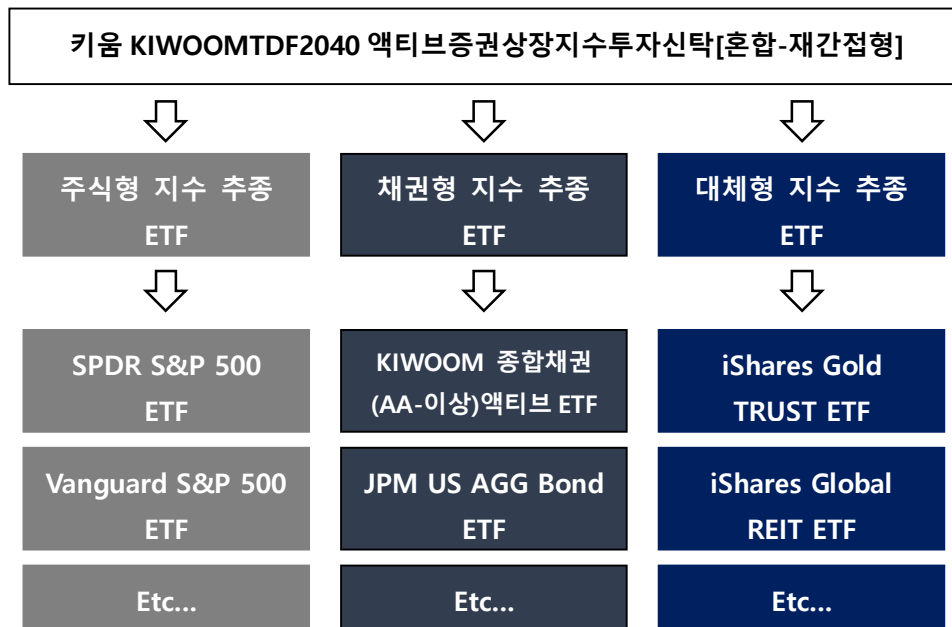 키움 KIWOOMTDF2040 액티브증권상장지수투자신탁[혼합-재간접형]
주식형 지수 추종
ETF
채권형 지수 추종
ETF
대체형 지수 추종
ETF
SPDR S&P 500
ETF
KIWOOM 종합채권
(AA-이상)액티브 ETF
iShares Gold
TRUST ETF
Vanguard S&P 500
ETF
JPM US AGG Bond
ETF
iShares Global
REIT ETF
Etc...
Etc...
Etc...